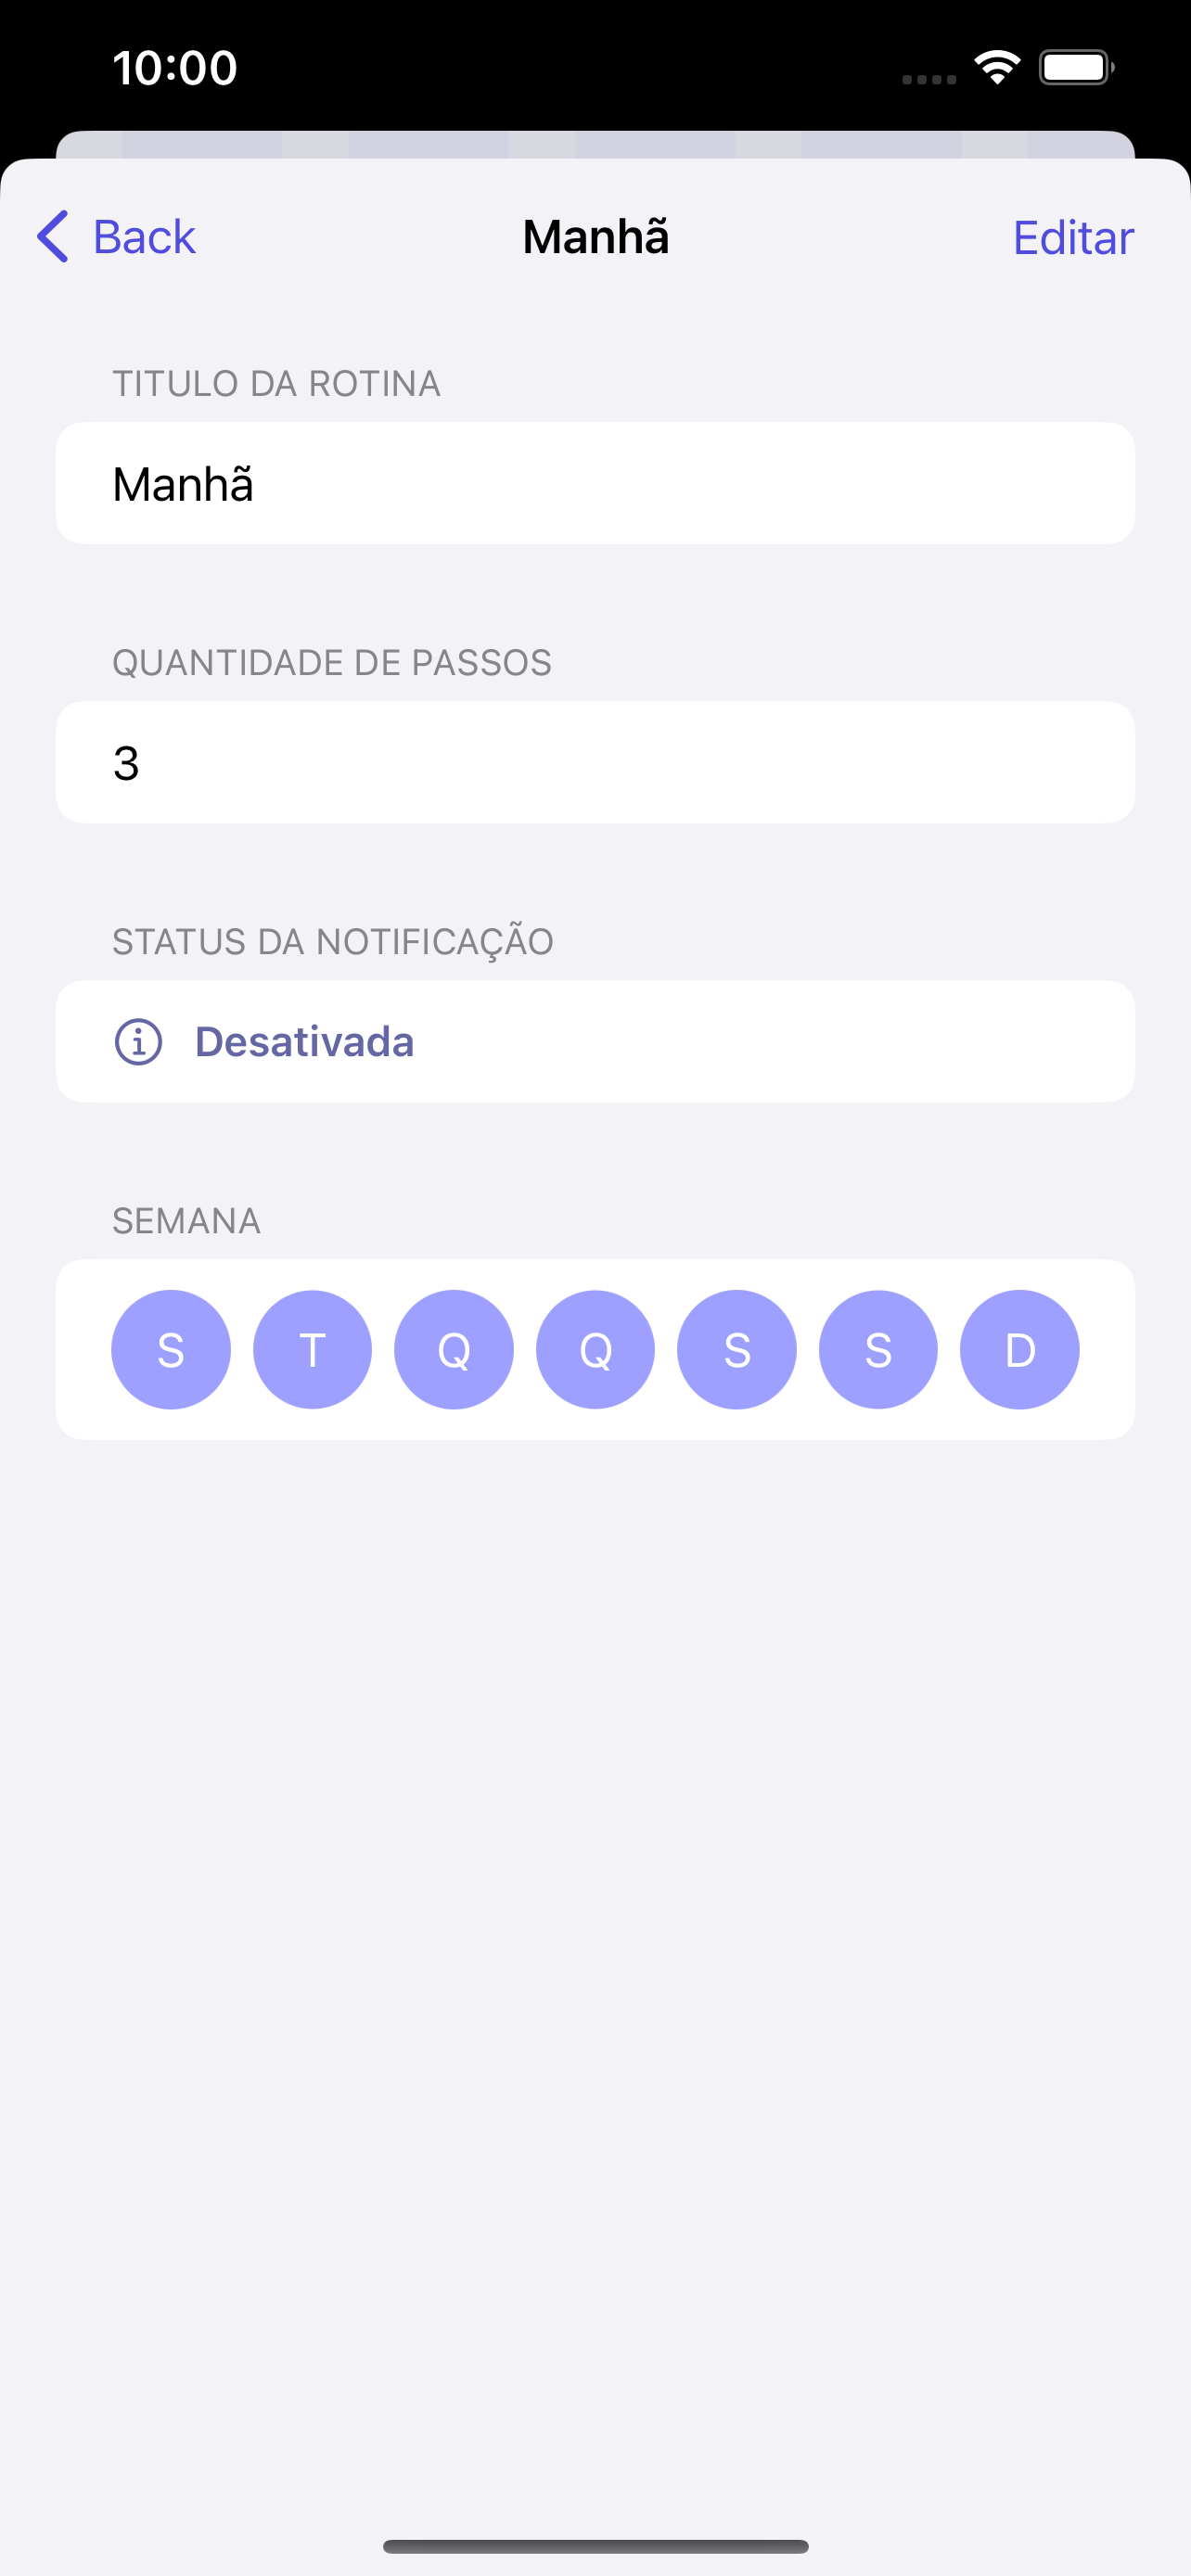 10:00
Back Manhã Editar
TITULO DA ROTINA
Manhã
QUANTIDADE DE PASSOS
3
STATUS DA NOTIFICAÇÃO
Desativada
SEMANA
S T Q Q S S D